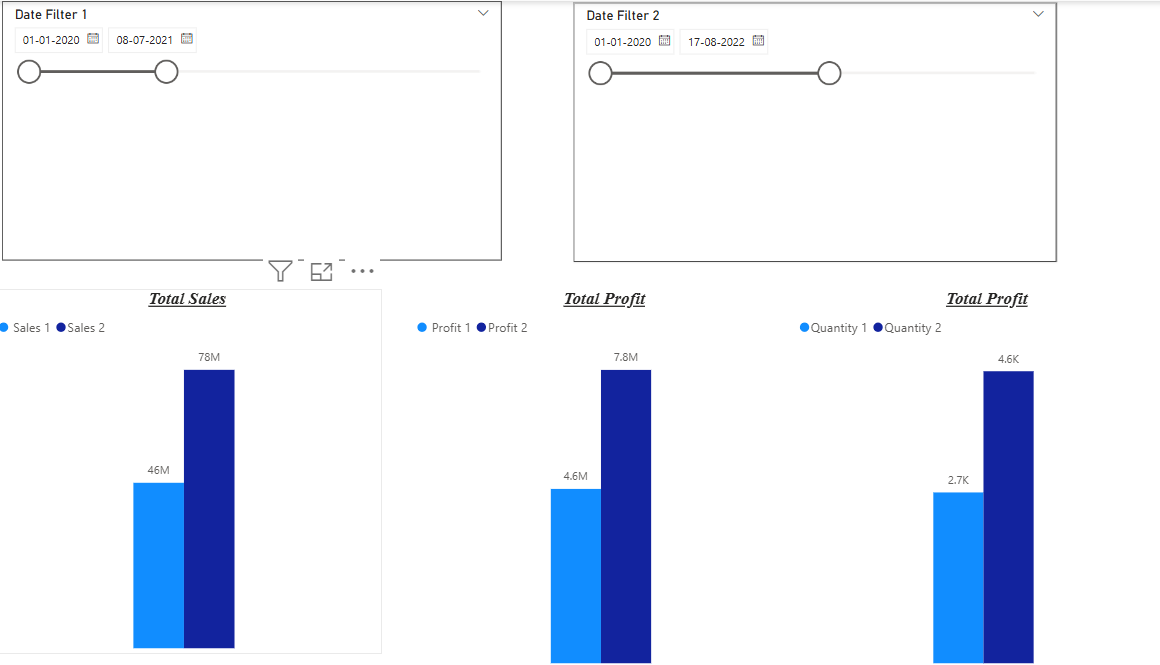 Date Filter 1
01-01-2020 08-07-2021
Date Filter 2
01-01-2020 17-08-2022
Total Sales
Sales 1 Sales 2
78M
46M
Total Profit
Profit 1 Profit 2
7.8M
4.6M
Total Profit
Quantity 1 Quantity 2
4.6K
2.7K